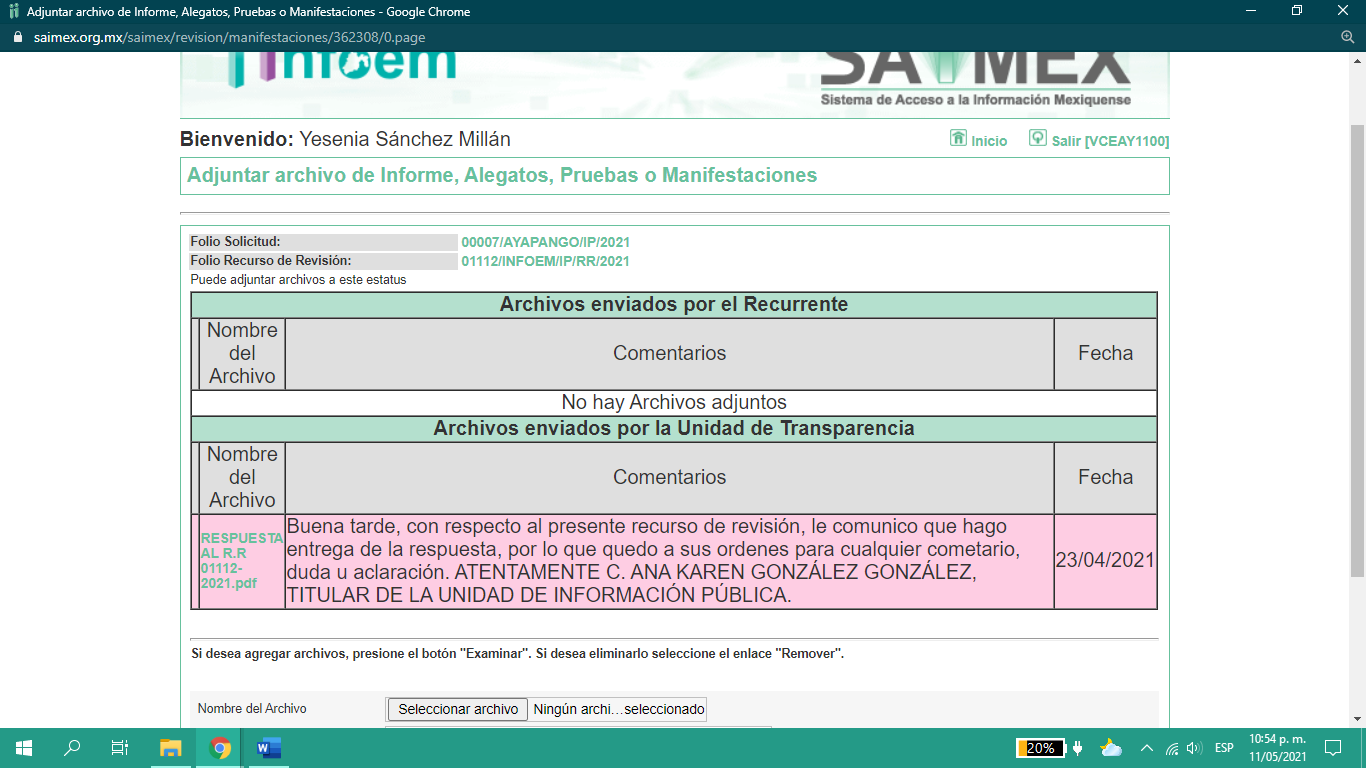 Adjuntar archivo de Informe, Alegatos, Pruebas o Manifestaciones - Google Chrome
saimex.org.mx/saimex/revision/manifestaciones/362308/0.page
infoem
SAIMEX
Sistema de Acceso a la Información Mexiquense
Bienvenido: Yesenia Sánchez Millán
Inicio
Salir [VCEAY1100]
Adjuntar archivo de Informe, Alegatos, Pruebas o Manifestaciones
Folio Solicitud: 00007/AYAPANGO/IP/2021
Folio Recurso de Revisión: 01112/INFOEM/IP/RR/2021
Puede adjuntar archivos a este estatus
Archivos enviados por el Recurrente
Nombre
del
Archivo
Comentarios
Fecha
No hay Archivos adjuntos
Archivos enviados por la Unidad de Transparencia
Nombre
del
Archivo
Comentarios
Fecha
RESPUESTA
AL R.R
01112-
2021.pdf
Buena tarde, con respecto al presente recurso de revisión, le comunico que hago
entrega de la respuesta, por lo que quedo a sus ordenes para cualquier cometario,
duda u aclaración. ATENTAMENTE C. ANA KAREN GONZÁLEZ GONZÁLEZ,
TITULAR DE LA UNIDAD DE INFORMACIÓN PÚBLICA.
23/04/2021
Si desea agregar archivos, presione el botón "Examinar". Si desea eliminarlo seleccione el enlace "Remover".
Nombre del Archivo
Seleccionar archivo
Ningún archi...seleccionado
20%
ESP
10:54 p. m.
11/05/2021